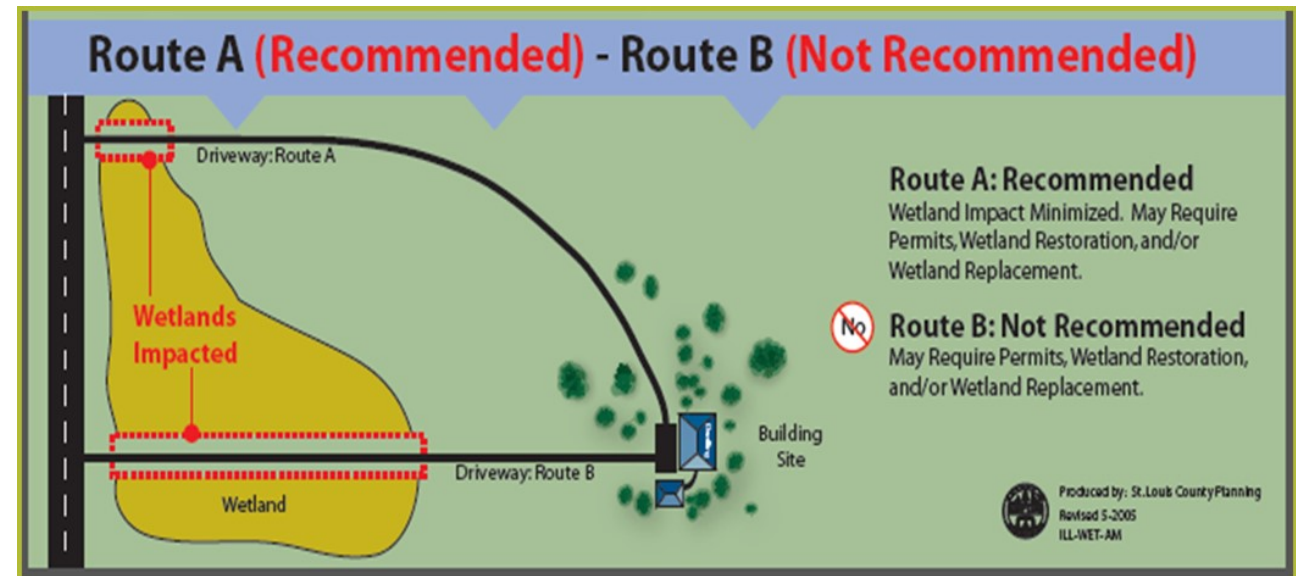 Route A (Recommended) - Route B (Not Recommended)
Driveway: Route A
Wetlands
Impacted
Driveway: Route B
Wetland
Dwelling
Building
Site
Route A: Recommended
Wetland Impact Minimized. May Require
Permits, Wetland Restoration, and/or
Wetland Replacement.
No
Route B: Not Recommended
May Require Permits, Wetland Restoration,
and/or Wetland Replacement.
Produced by: St. Louis County Planning
Revised 5-2005
ILL-WET-AM